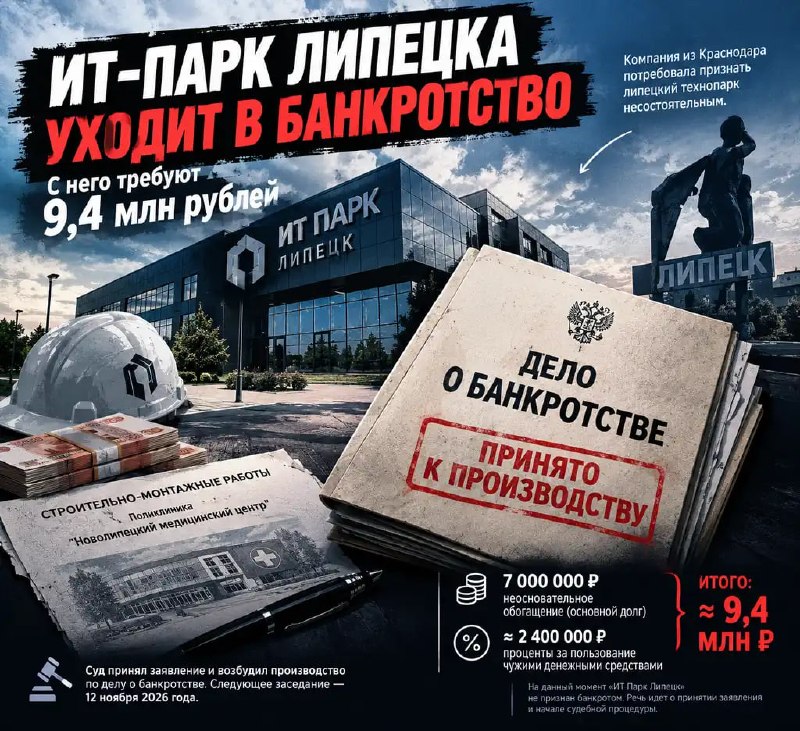 ИТ-ПАРК ЛИПЕЦКА
УХОДИТ В БАНКРОТСТВО
С него требуют
9,4 млн рублей
Компания из Краснодара
потребовала признать
липецкий технопарк
несостоятельным.
ИТ ПАРК
ЛИПЕЦК
ЛИПЕЦК
ДЕЛО
О БАНКРОТСТВЕ
ПРИНЯТО
К ПРОИЗВОДСТВУ
СТРОИТЕЛЬНО-МОНТАЖНЫЕ РАБОТЫ
Поликлиника
"Новолипецкий медицинский центр"
7 000 000 ₽
неосновательное
обогащение (основной долг)
≈ 2 400 000 ₽
проценты за пользование
чужими денежными средствами
ИТОГО:
≈ 9,4
МЛН ₽
Суд принял заявление и возбудил производство
по делу о банкротстве. Следующее заседание —
12 ноября 2026 года.
На данный момент «ИТ Парк Липецк»
не признан банкротом. Речь идет о принятии заявления
и начале судебной процедуры.